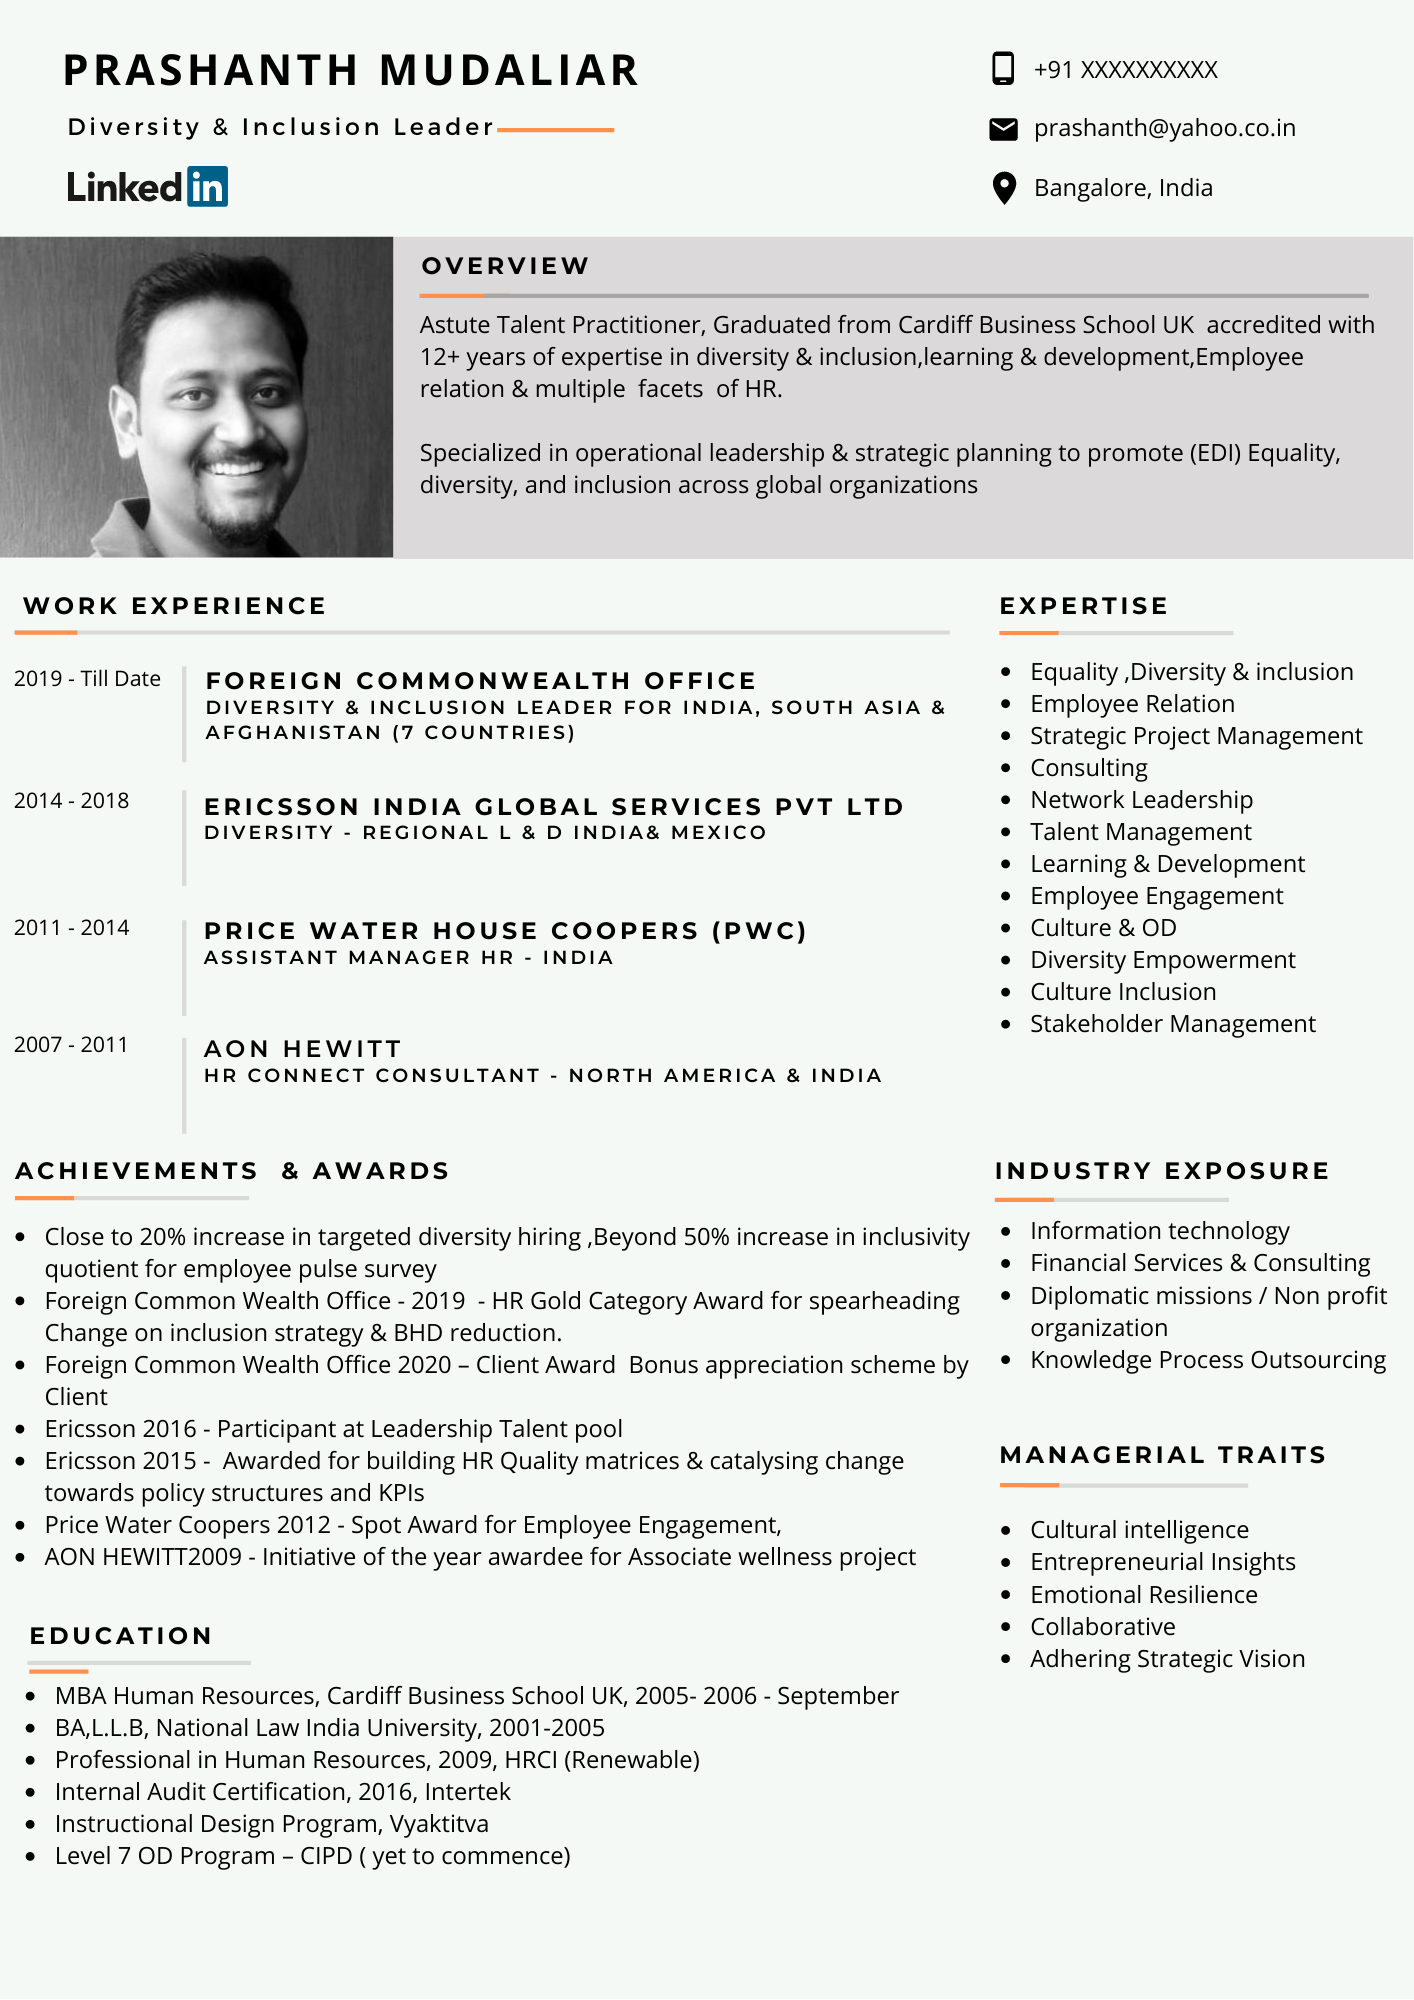 PRASHANTH MUDALIAR
Diversity & Inclusion Leader
Linked in
+91 XXXXXXXXXX
prashanth@yahoo.co.in
Bangalore, India
OVERVIEW
Astute Talent Practitioner, Graduated from Cardiff Business School UK  accredited with
12+ years of expertise in diversity & inclusion,learning & development,Employee
relation & multiple  facets  of HR.
Specialized in operational leadership & strategic planning to promote (EDI) Equality,
diversity, and inclusion across global organizations
WORK EXPERIENCE
2019 - Till Date
FOREIGN COMMONWEALTH OFFICE
DIVERSITY & INCLUSION LEADER FOR INDIA, SOUTH ASIA &
AFGHANISTAN (7 COUNTRIES)
2014 - 2018
ERICSSON INDIA GLOBAL SERVICES PVT LTD
DIVERSITY - REGIONAL L & D INDIA& MEXICO
2011 - 2014
PRICE WATER HOUSE COOPERS (PWC)
ASSISTANT MANAGER HR - INDIA
2007 - 2011
AON HEWITT
HR CONNECT CONSULTANT - NORTH AMERICA & INDIA
EXPERTISE
• Equality ,Diversity & inclusion
• Employee Relation
• Strategic Project Management
• Consulting
• Network Leadership
• Talent Management
• Learning & Development
• Employee Engagement
• Culture & OD
• Diversity Empowerment
• Culture Inclusion
• Stakeholder Management
ACHIEVEMENTS  & AWARDS
• Close to 20% increase in targeted diversity hiring ,Beyond 50% increase in inclusivity
quotient for employee pulse survey
• Foreign Common Wealth Office - 2019  - HR Gold Category Award for spearheading
Change on inclusion strategy & BHD reduction.
• Foreign Common Wealth Office 2020 – Client Award  Bonus appreciation scheme by
Client
• Ericsson 2016 - Participant at Leadership Talent pool
• Ericsson 2015 -  Awarded for building HR Quality matrices & catalysing change
towards policy structures and KPIs
• Price Water Coopers 2012 - Spot Award for Employee Engagement,
• AON HEWITT2009 - Initiative of the year awardee for Associate wellness project
INDUSTRY EXPOSURE
• Information technology
• Financial Services & Consulting
• Diplomatic missions / Non profit
organization
• Knowledge Process Outsourcing
MANAGERIAL TRAITS
• Cultural intelligence
• Entrepreneurial Insights
• Emotional Resilience
• Collaborative
• Adhering Strategic Vision
EDUCATION
• MBA Human Resources, Cardiff Business School UK, 2005- 2006 - September
• BA,L.L.B, National Law India University, 2001-2005
• Professional in Human Resources, 2009, HRCI (Renewable)
• Internal Audit Certification, 2016, Intertek
• Instructional Design Program, Vyaktitva
• Level 7 OD Program – CIPD ( yet to commence)